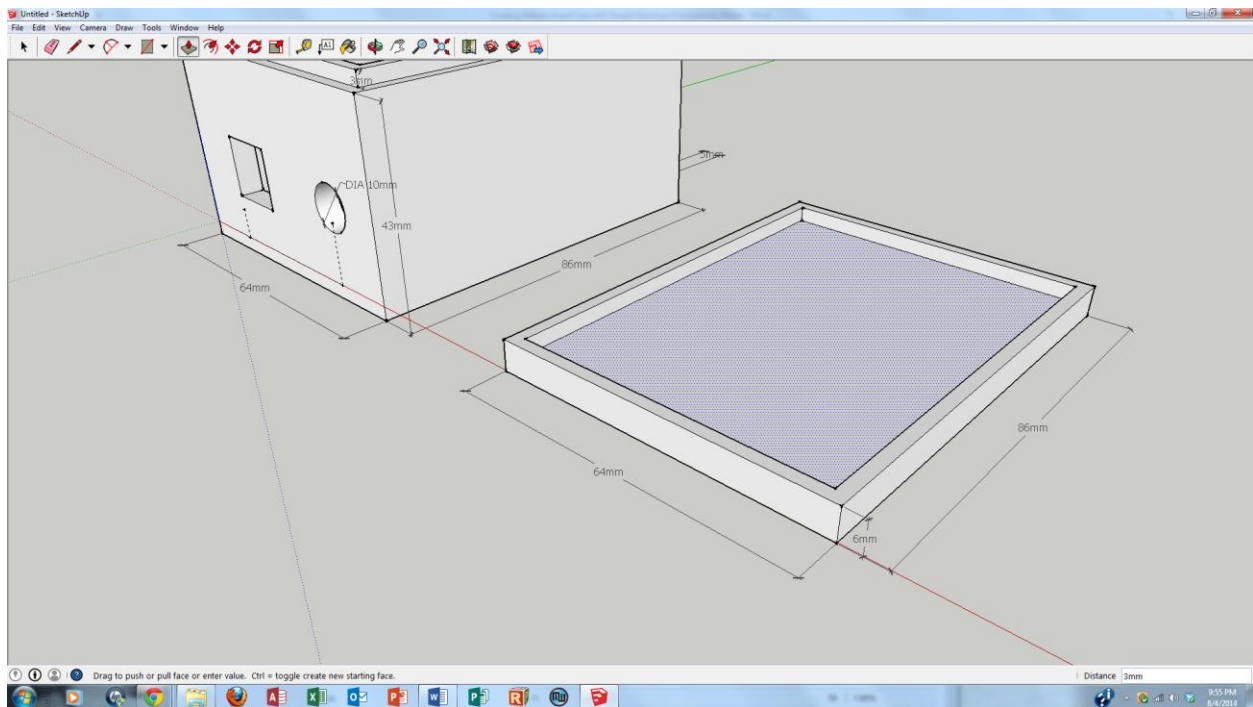 Untitled - SketchUp
File Edit View Camera Draw Tools Window Help
3mm
DIA 10mm
5mm
43mm
86mm
64mm
86mm
64mm
6mm
Drag to push or pull face or enter value. Ctrl = toggle create new starting face.
Distance 3mm
9:55 PM
8/4/2014